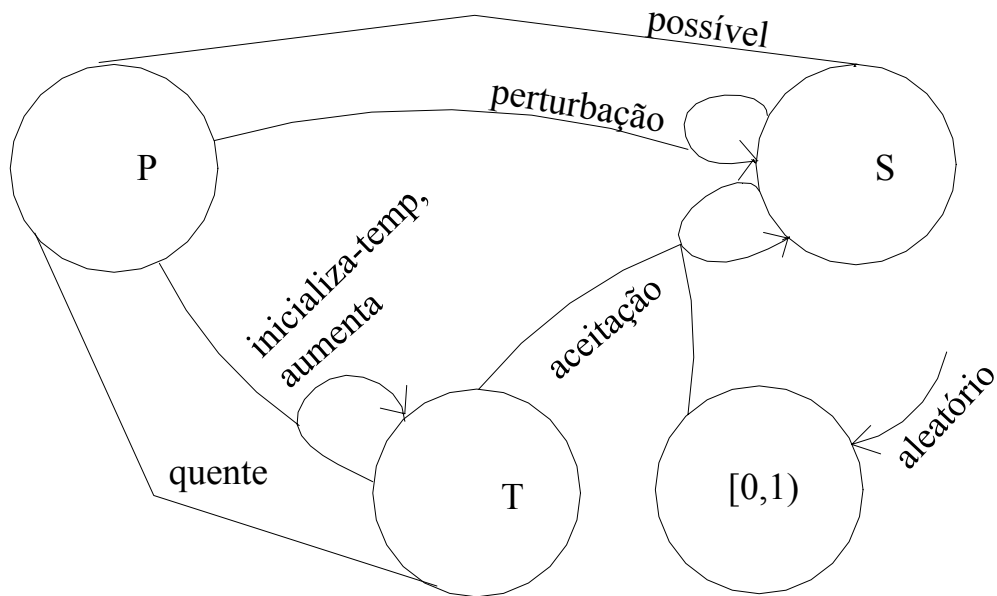 possível
perturbação
P
S
inicializa-temp,
aumenta
aceitação
aleatório
quente
T
[0,1)